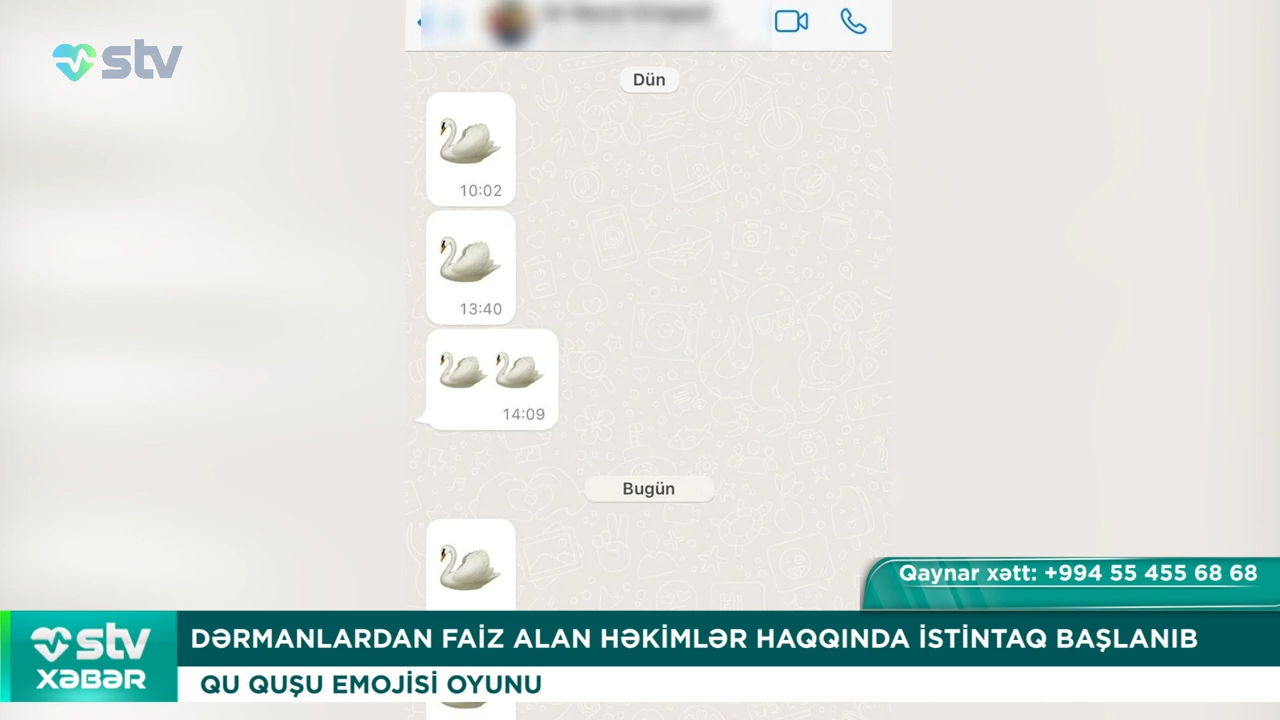 stv
Dün
10:02
13:40
14:09
Bugün
Qaynar xətt: +994 55 455 68 68
stv
XƏBƏR
DƏRMANLARDAN FAİZ ALAN HƏKİMLƏR HAQQINDA İSTİNTAQ BAŞLANIB
QU QUŞU EMOJİSİ OYUNU